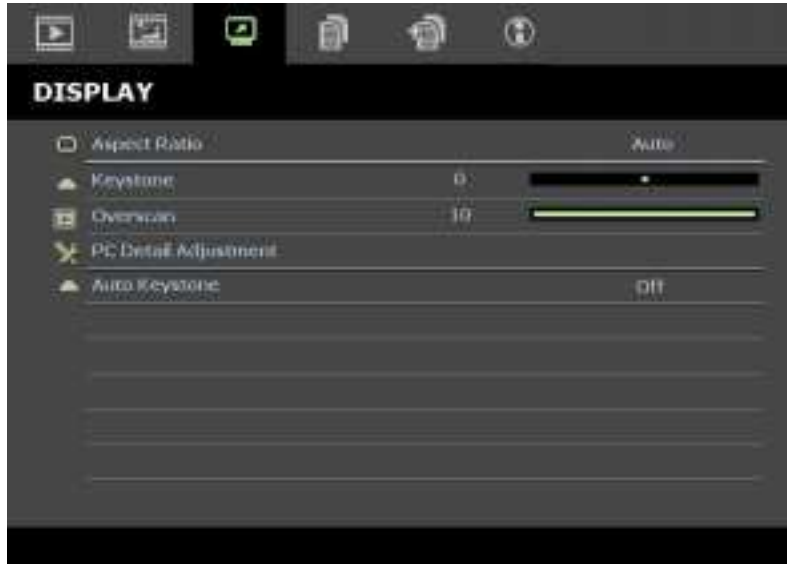 DISPLAY
Aspect Ratio Auto
Keystone 0
Overscan 10
PC Detail Adjustment
Auto Keystone Off